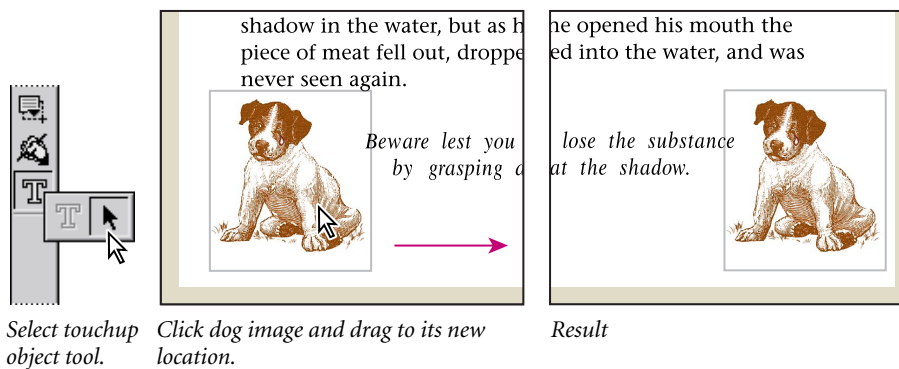 shadow in the water, but as h
piece of meat fell out, droppe
never seen again.
Beware lest you
by grasping a
he opened his mouth the
ed into the water, and was
lose the substance
at the shadow.
Select touchup
object tool.
Click dog image and drag to its new
location.
Result